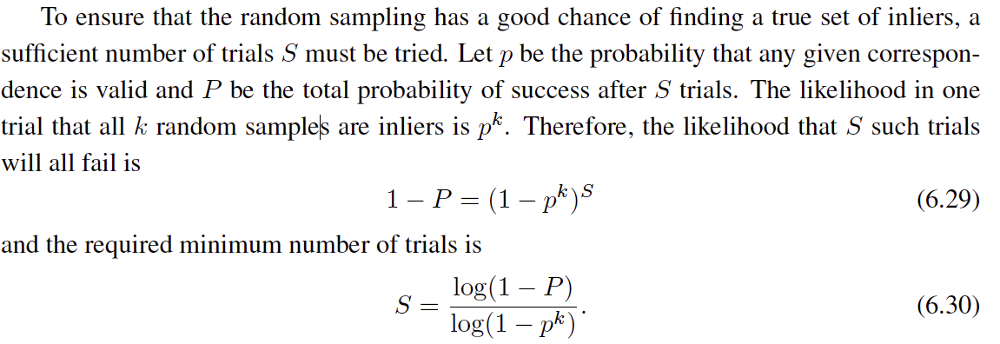 To ensure that the random sampling has a good chance of finding a true set of inliers, a
sufficient number of trials S must be tried. Let p be the probability that any given correspon-
dence is valid and P be the total probability of success after S trials. The likelihood in one
trial that all k random samples are inliers is p^k. Therefore, the likelihood that S such trials
will all fail is
1 − P = (1 − p^k)^S (6.29)
and the required minimum number of trials is
S = log(1 − P) / log(1 − p^k). (6.30)